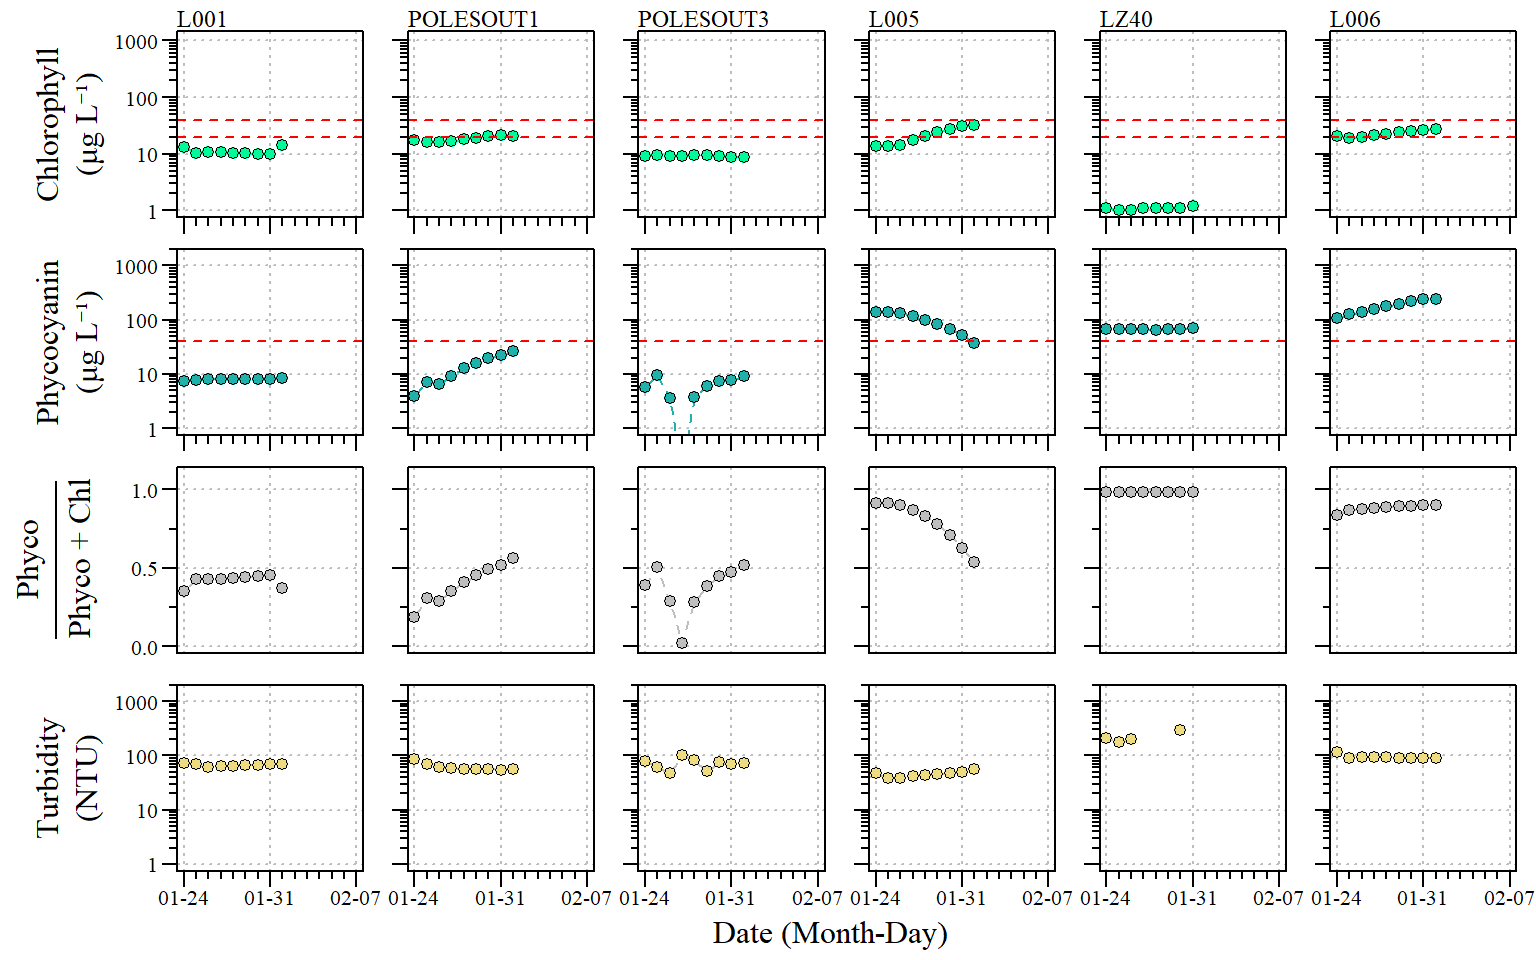 L001 POLESOUT1 POLESOUT3 L005 LZ40 L006
Chlorophyll
(µg L⁻¹)
1000
100
10
1
Phycocyanin
(µg L⁻¹)
1000
100
10
1
Phyco
Phyco + Chl
1.0
0.5
0.0
Turbidity
(NTU)
1000
100
10
1
01-24 01-31 02-07 01-24 01-31 02-07 01-24 01-31 02-07 01-24 01-31 02-07 01-24 01-31 02-07 01-24 01-31 02-07
Date (Month-Day)